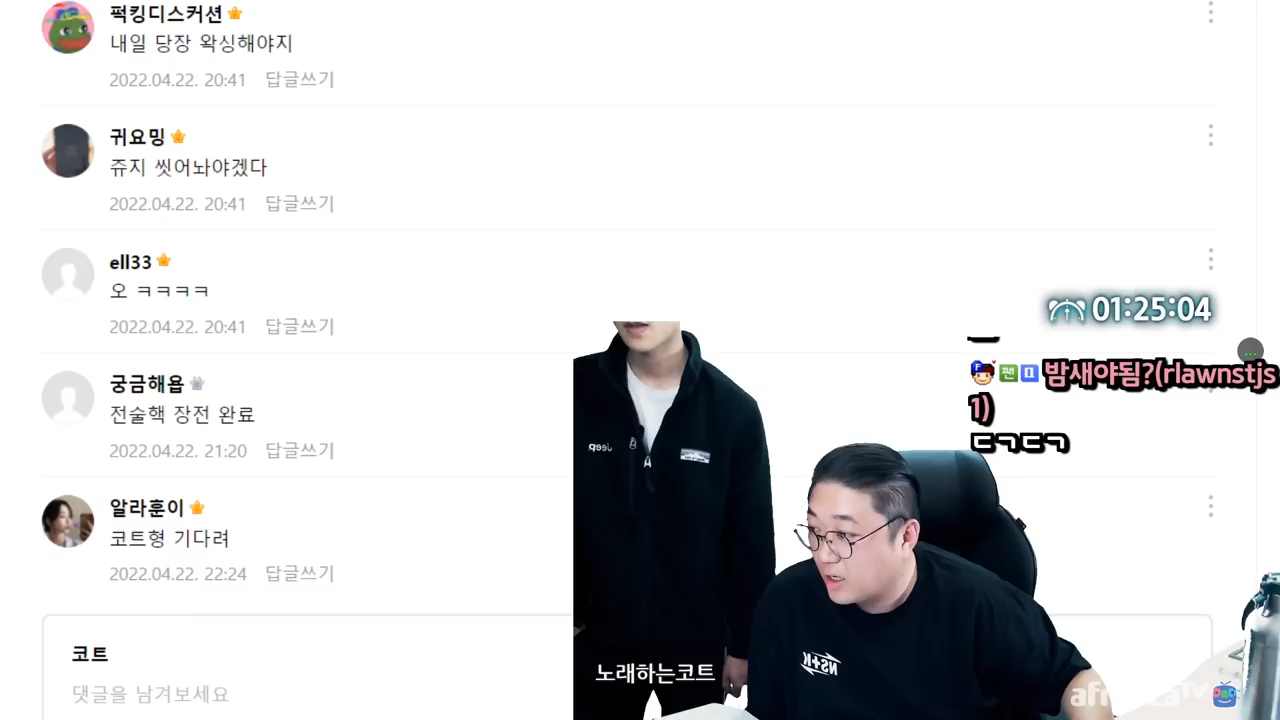 퍽킹디스커션
내일 당장 왁싱해야지
2022.04.22. 20:41 답글쓰기
귀요밍
쥬지 씻어놔야겠다
2022.04.22. 20:41 답글쓰기
ell33
오 ㅋㅋㅋㅋ
2022.04.22. 20:41 답글쓰기
01:25:04
팬 밤새야됨?(rlawnstjs
1)
ㄷㄱㄷㄱ
궁금해욥
전술핵 장전 완료
2022.04.22. 21:20 답글쓰기
Jeep
알라훈이
코트형 기다려
2022.04.22. 22:24 답글쓰기
코트
댓글을 남겨보세요
노래하는코트
NS+K